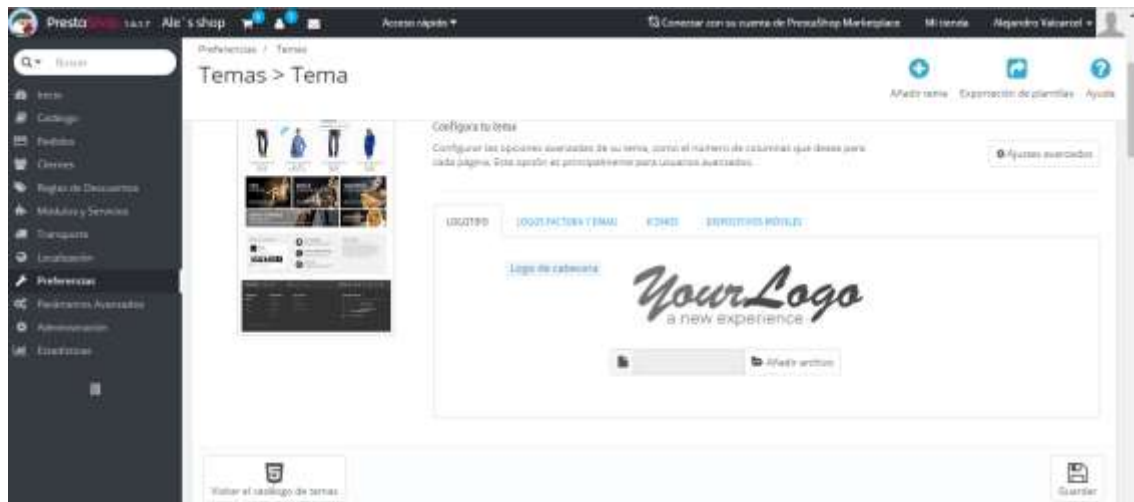 PrestaShop 1.6.1.7 Ale's shop
Acceso rápido
Conectar con su cuenta de PrestaShop Marketplace
Mi tienda
Alejandro Valcarcel
Buscar
Inicio
Catálogo
Pedidos
Clientes
Reglas de Descuentos
Módulos y Servicios
Transporte
Localización
Preferencias
Parámetros Avanzados
Administración
Estadísticas
Preferencias / Temas
Temas > Tema
Añadir tema
Exportación de plantillas
Ayuda
Configura tu tema
Configurar las opciones avanzadas de su tema, como el número de columnas que desea para
cada página. Esta opción es principalmente para usuarios avanzados.
Ajustes avanzados
LOGOTIPO
LOGOS FACTURA Y EMAIL
ICONOS
DISPOSITIVOS MÓVILES
Logo de cabecera
YourLogo
a new experience
Añadir archivo
Visitar el catálogo de temas
Guardar